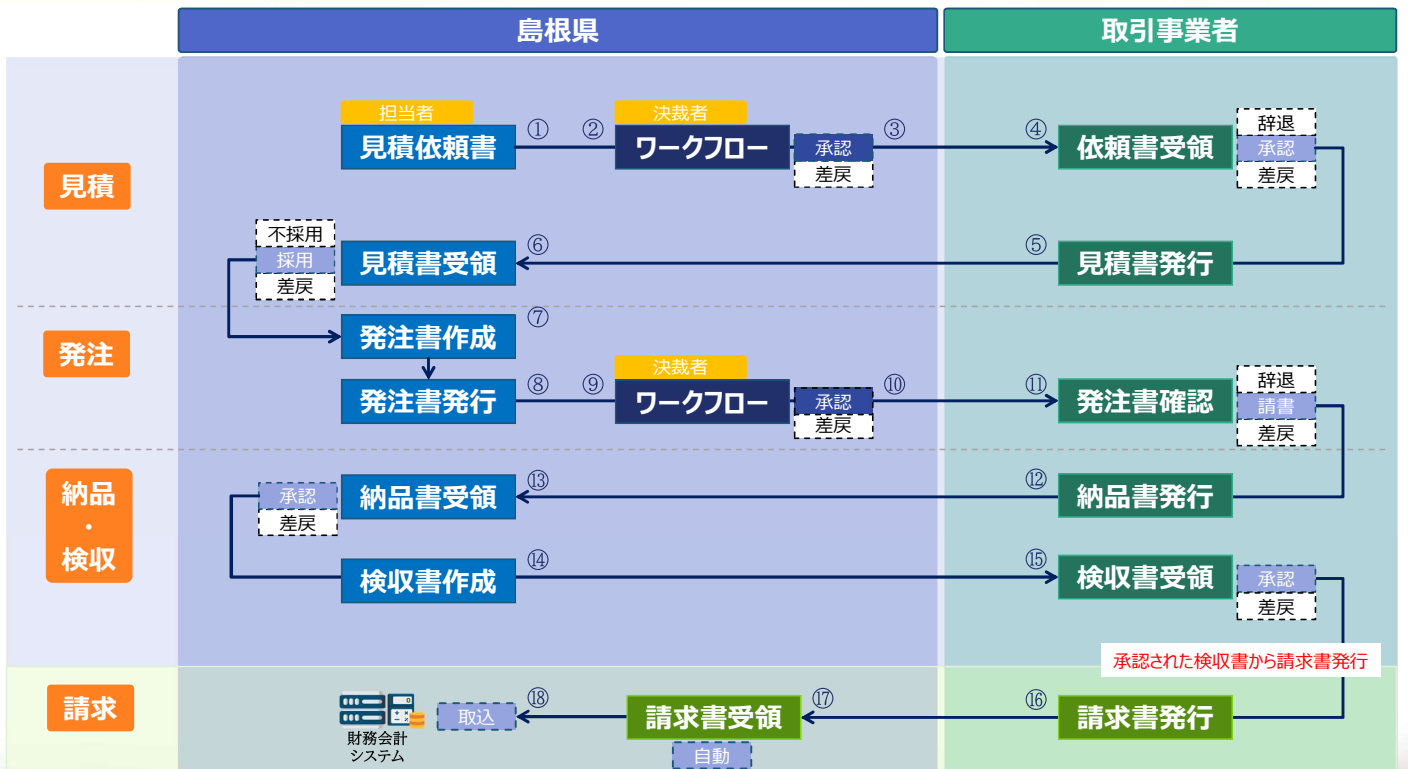 島根県
取引事業者
見積
担当者
見積依頼書
①
②
決裁者
ワークフロー
承認
差戻
③
④
依頼書受領
辞退
承認
差戻
不採用
採用
差戻
見積書受領
⑥
⑤
見積書発行
発注
発注書作成
⑦
発注書発行
⑧
⑨
決裁者
ワークフロー
承認
差戻
⑩
⑪
発注書確認
辞退
請書
差戻
納品
・
検収
承認
差戻
納品書受領
⑬
⑫
納品書発行
検収書作成
⑭
⑮
検収書受領
承認
差戻
承認された検収書から請求書発行
請求
財務会計
システム
取込
⑱
請求書受領
自動
⑰
⑯
請求書発行